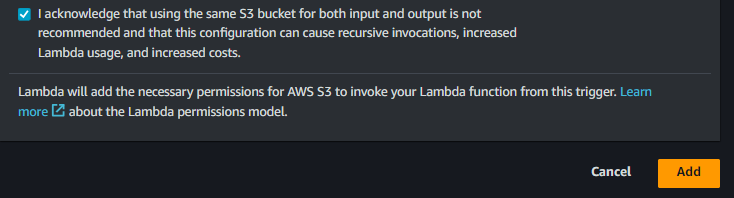 I acknowledge that using the same S3 bucket for both input and output is not
recommended and that this configuration can cause recursive invocations, increased
Lambda usage, and increased costs.
Lambda will add the necessary permissions for AWS S3 to invoke your Lambda function from this trigger. Learn
more about the Lambda permissions model.
Cancel Add